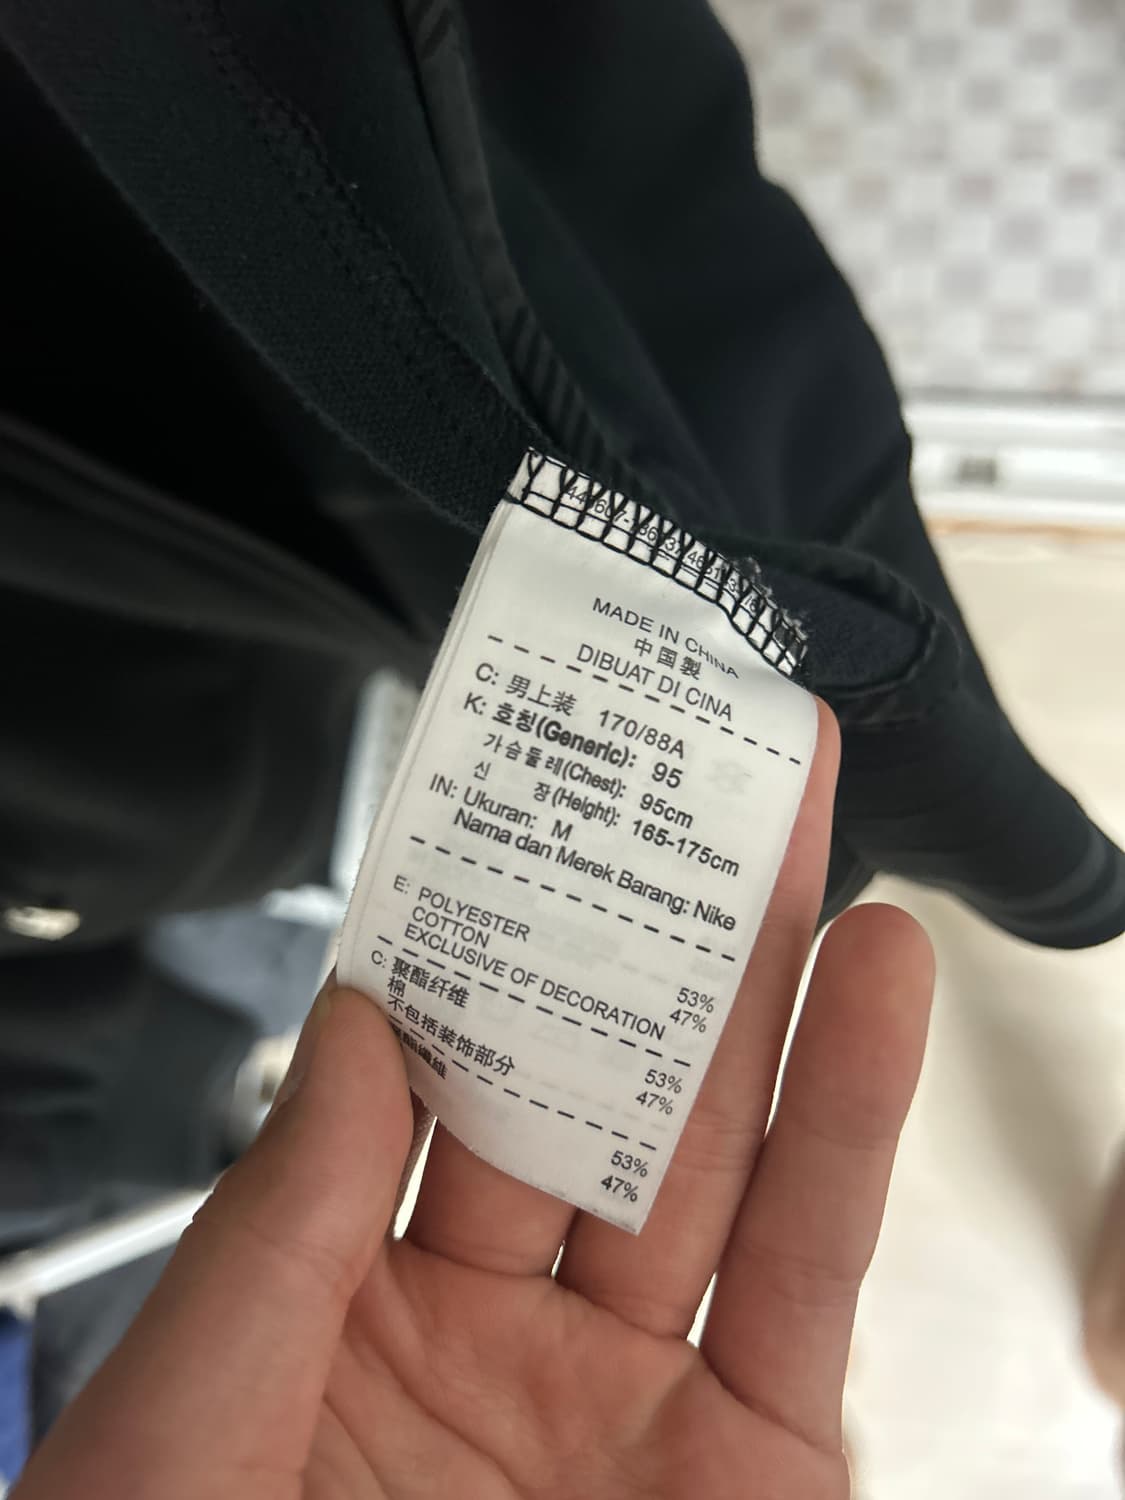 MADE IN CHINA
中国製
DIBUAT DI CINA
C: 男上装 170/88A
K: 호칭(Generic): 95
가슴둘레(Chest): 95cm
신 장(Height): 165-175cm
IN: Ukuran: M
Nama dan Merek Barang: Nike
E: POLYESTER 53%
COTTON 47%
EXCLUSIVE OF DECORATION
C: 聚酯纤维 53%
棉 47%
不包括装饰部分
53%
47%